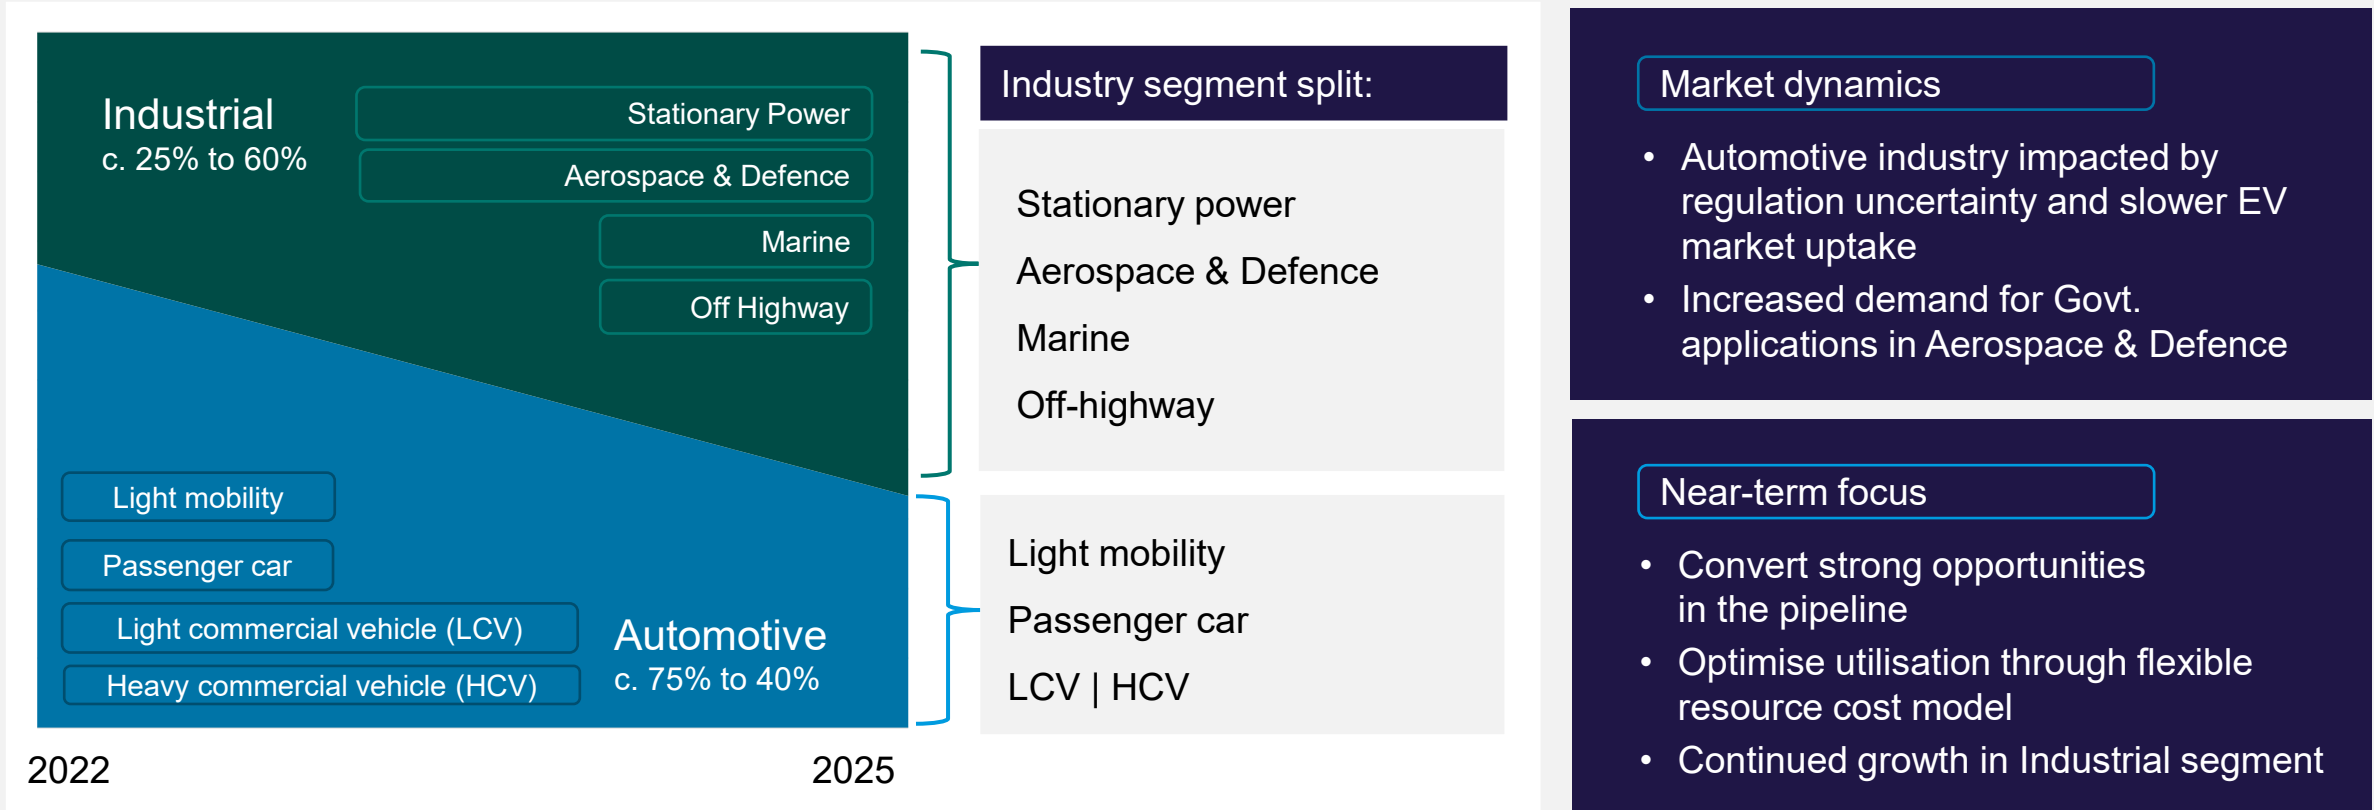 Industrial
c. 25% to 60%
Stationary Power
Aerospace & Defence
Marine
Off Highway
Light mobility
Passenger car
Light commercial vehicle (LCV)
Heavy commercial vehicle (HCV)
Automotive
c. 75% to 40%
2022
2025
Industry segment split:
Stationary power
Aerospace & Defence
Marine
Off-highway
Light mobility
Passenger car
LCV | HCV
Market dynamics
• Automotive industry impacted by
regulation uncertainty and slower EV
market uptake
• Increased demand for Govt.
applications in Aerospace & Defence
Near-term focus
• Convert strong opportunities
in the pipeline
• Optimise utilisation through flexible
resource cost model
• Continued growth in Industrial segment